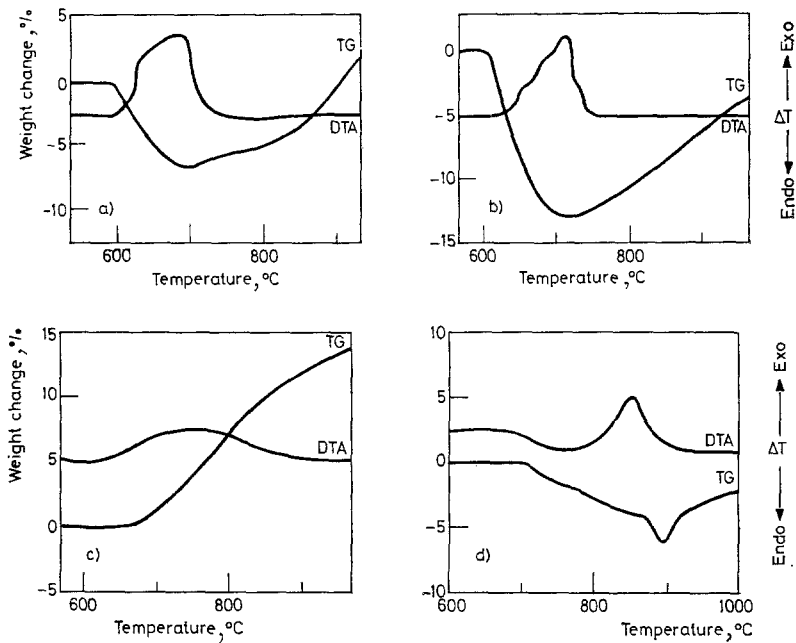 Weight change, %
5
0
-5
-10
TG
DTA
a)
600
800
Temperature, °C
5
0
-5
-10
-15
TG
DTA
b)
600
800
Temperature, °C
Endo ΔT Exo
Weight change, %
15
10
5
0
-5
TG
DTA
c)
600
800
Temperature, °C
10
5
0
-5
-10
DTA
TG
d)
600
800
1000
Temperature, °C
Endo ΔT Exo